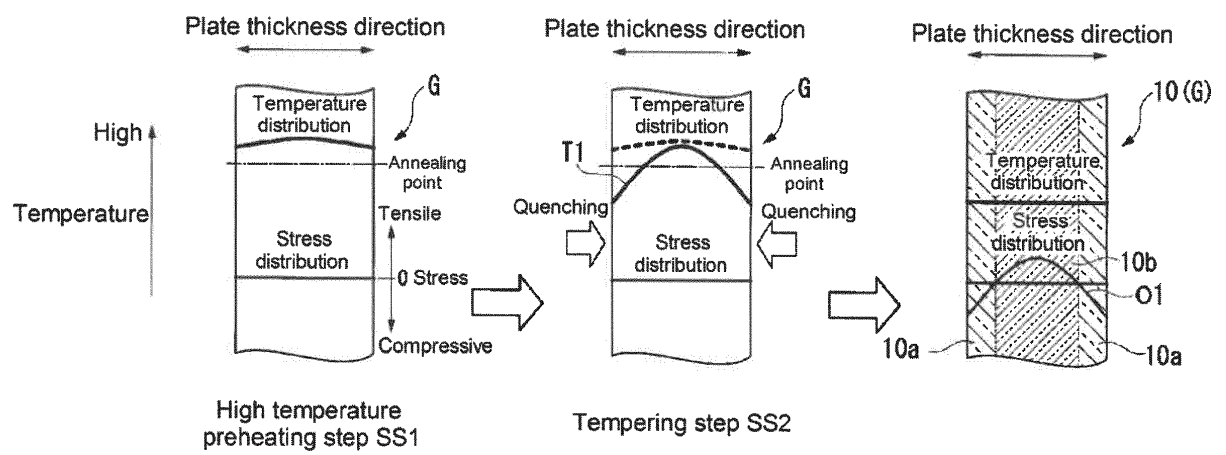 Plate thickness direction
Plate thickness direction
Plate thickness direction
High
Temperature
Temperature
distribution
G
Annealing
point
Tensile
Stress
distribution
0 Stress
Compressive
High temperature
preheating step SS1
Temperature
distribution
G
T1
Annealing
point
Quenching
Quenching
Stress
distribution
Tempering step SS2
10 (G)
Temperature
distribution
Stress
distribution
10b
O1
10a
10a